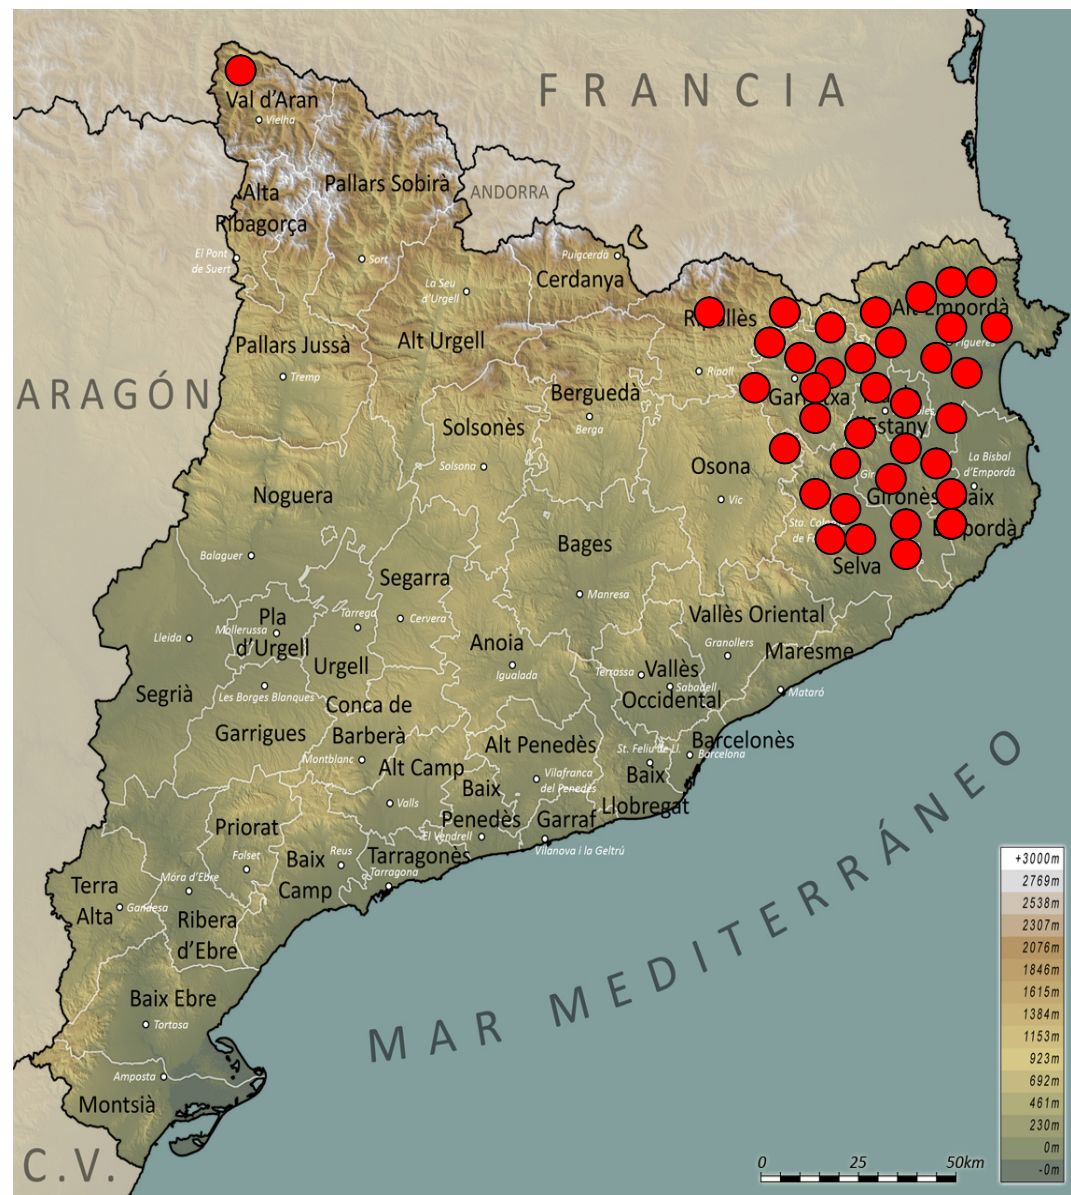 FRANCIA
Val d'Aran
Vielha
Alta
Ribagorça
Pallars Sobirà
ANDORRA
El Pont
de Suert
Sort
Puigcerdà
Cerdanya
La Seu
d'Urgell
Alt Urgell
Pallars Jussà
Tremp
ARAGÓN
Alt Empordà
Figueres
Ripoll
Berguedà
Berga
Solsonès
Solsona
Osona
Vic
l'Estany
La Bisbal
d'Empordà
Gironès
Baix
Empordà
Noguera
Balaguer
Bages
Manresa
Selva
Segarra
Cervera
Tàrrega
Pla
d'Urgell
Mollerussa
Lleida
Urgell
Anoia
Igualada
Vallès Oriental
Granollers
Maresme
Mataró
Terrassa
Vallès
Occidental
Sabadell
Segrià
Les Borges Blanques
Garrigues
Conca de
Barberà
Montblanc
Alt Camp
Valls
Alt Penedès
Vilafranca
del Penedès
St. Feliu de Ll.
Barcelonès
Barcelona
Baix
Llobregat
Baix
Penedès
El Vendrell
Garraf
Vilanova i la Geltrú
Priorat
Falset
Baix
Camp
Reus
Tarragonès
Tarragona
Terra
Alta
Gandesa
Móra d'Ebre
Ribera
d'Ebre
Baix Ebre
Tortosa
Amposta
Montsià
C.V.
MAR MEDITERRÁNEO
+3000m
2769m
2538m
2307m
2076m
1846m
1615m
1384m
1153m
923m
692m
461m
230m
0m
-0m
0 25 50km